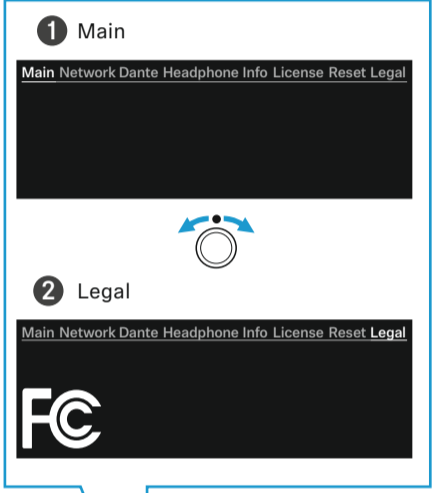 1 Main
Main Network Dante Headphone Info License Reset Legal
2 Legal
Main Network Dante Headphone Info License Reset Legal
FC